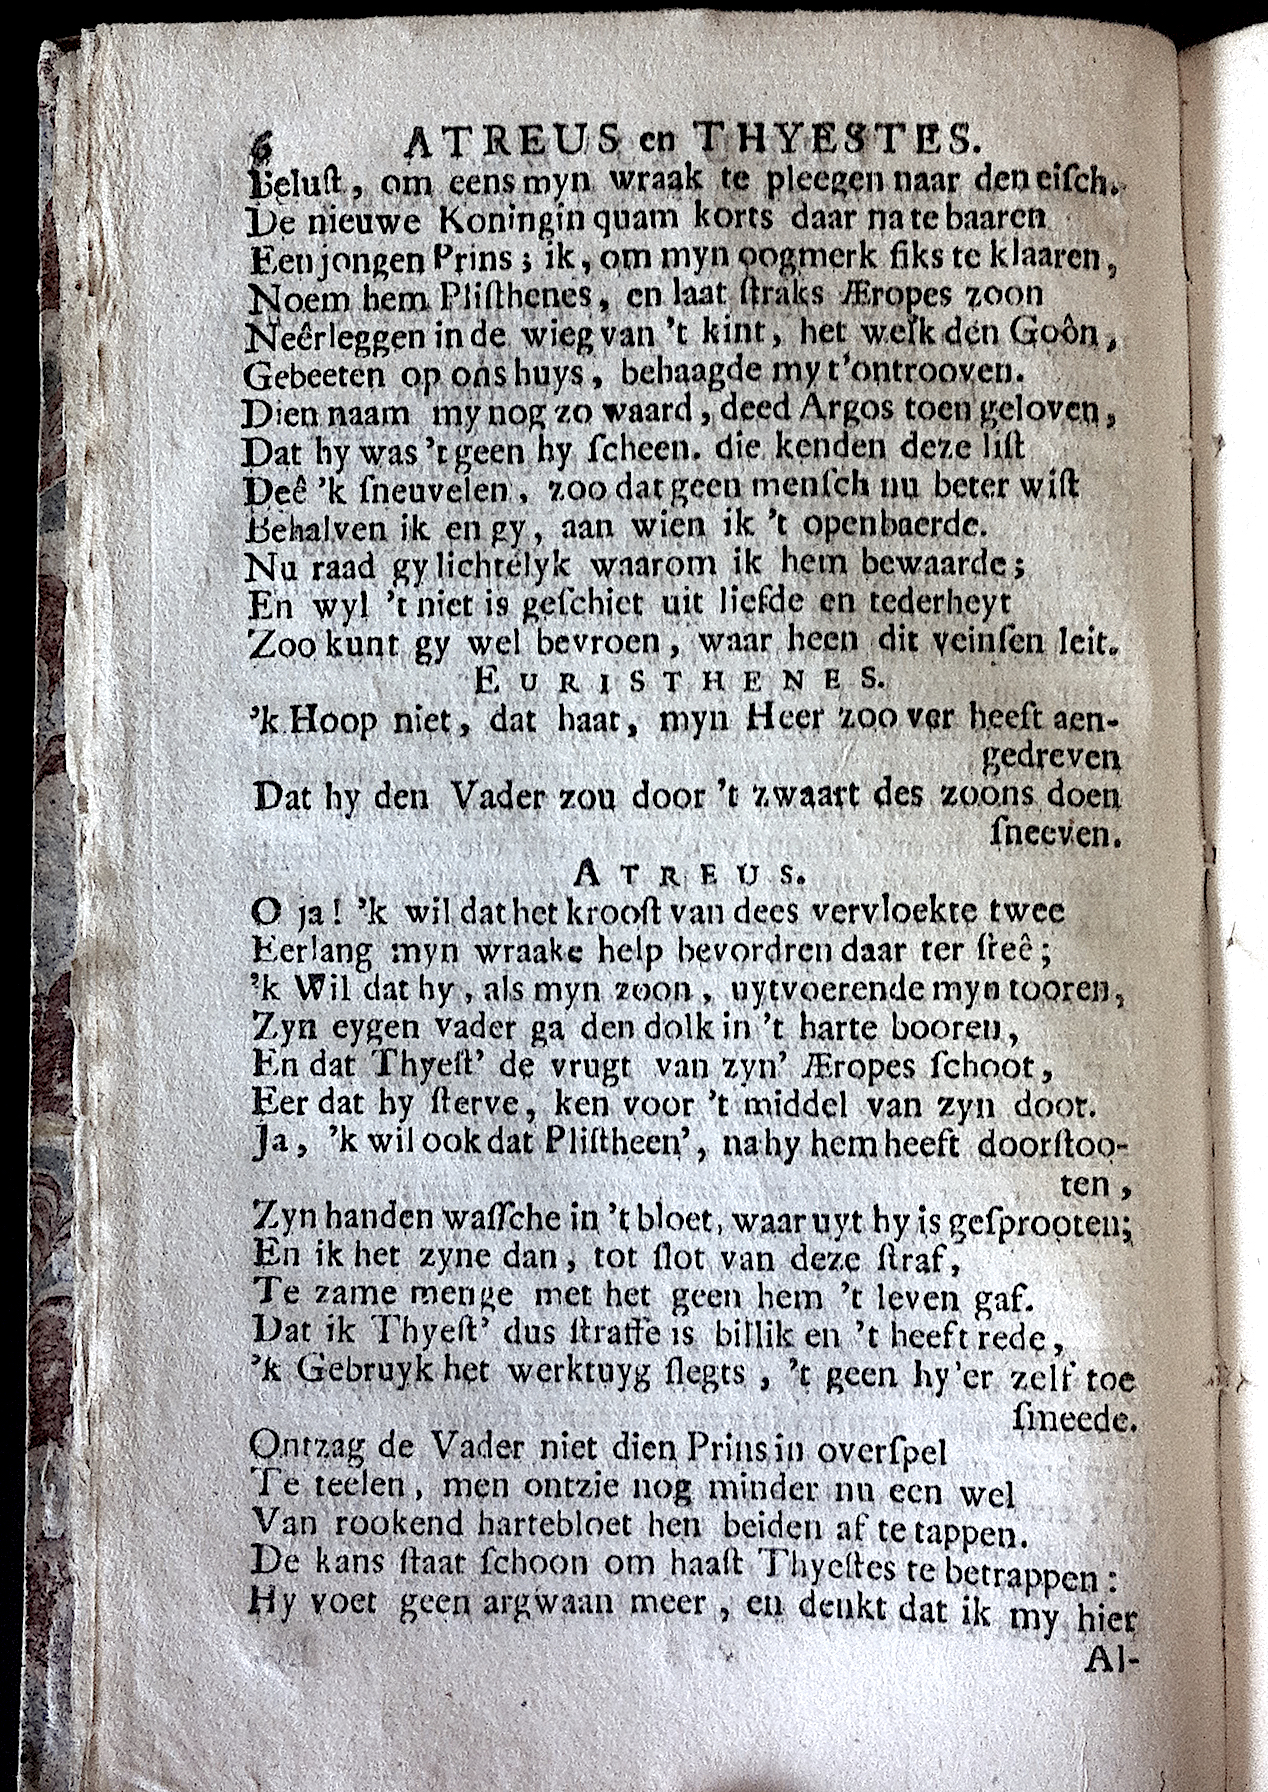 6 ATREUS en THYESTES.
Beluſt, om eens myn wraak te pleegen naar den eiſch.
De nieuwe Koningin quam korts daar na te baaren
Een jongen Prins; ik, om myn oogmerk fiks te klaaren,
Noem hem Pliſthenes, en laat ſtraks Æropes zoon
Neêrleggen in de wieg van 't kint, het welk den Goôn,
Gebeeten op ons huys, behaagde my t'ontrooven.
Dien naam my nog zo waard, deed Argos toen geloven,
Dat hy was 't geen hy ſcheen. die kenden deze liſt
Deê 'k ſneuvelen, zoo dat geen menſch nu beter wiſt
Behalven ik en gy, aan wien ik 't openbaerde.
Nu raad gy lichtelyk waarom ik hem bewaarde;
En wyl 't niet is geſchiet uit liefde en tederheyt
Zoo kunt gy wel bevroen, waar heen dit veinſen leit.
EURISTHENES.
'k Hoop niet, dat haat, myn Heer zoo ver heeft aen-
gedreven
Dat hy den Vader zou door 't zwaart des zoons doen
ſneeven.
ATREUS.
O ja! 'k wil dat het krooſt van dees vervloekte twee
Eerlang myn wraake help bevordren daar ter ſteê;
'k Wil dat hy, als myn zoon, uytvoerende myn tooren,
Zyn eygen vader ga den dolk in 't harte booren,
En dat Thyeſt' de vrugt van zyn' Æropes ſchoot,
Eer dat hy ſterve, ken voor 't middel van zyn doot.
Ja, 'k wil ook dat Pliſtheen', na hy hem heeft doorſtoo-
ten,
Zyn handen waſſche in 't bloet, waar uyt hy is geſprooten;
En ik het zyne dan, tot ſlot van deze ſtraf,
Te zame menge met het geen hem 't leven gaf.
Dat ik Thyeſt' dus ſtraffe is billik en 't heeft rede,
'k Gebruyk het werktuyg ſlegts, 't geen hy'er zelf toe
ſmeede.
Ontzag de Vader niet dien Prins in overſpel
Te teelen, men ontzie nog minder nu een wel
Van rookend hartebloet hen beiden af te tappen.
De kans ſtaat ſchoon om haaſt Thyeſtes te betrappen:
Hy voet geen argwaan meer, en denkt dat ik my hier
Al-